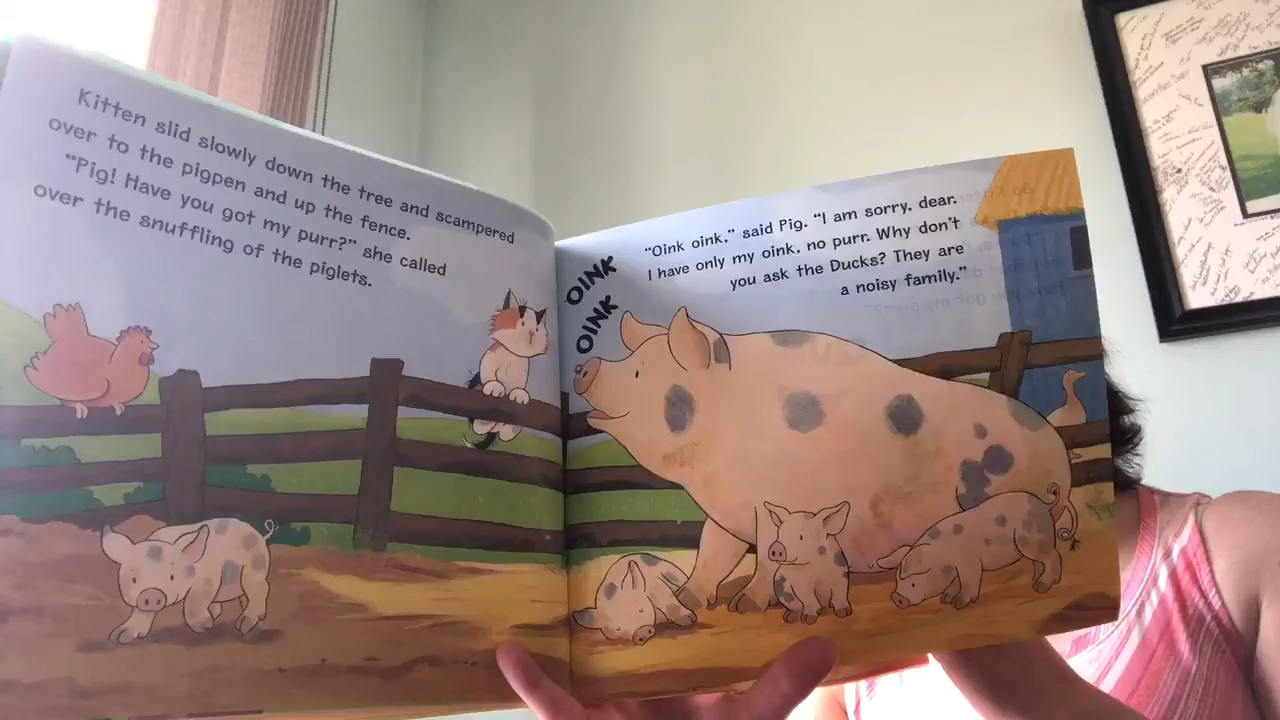 Kitten slid slowly down the tree and scampered
over to the pigpen and up the fence.
"Pig! Have you got my purr?" she called
over the snuffling of the piglets.
OINK
OINK
"Oink oink," said Pig. "I am sorry, dear.
I have only my oink, no purr. Why don't
you ask the Ducks? They are
a noisy family."